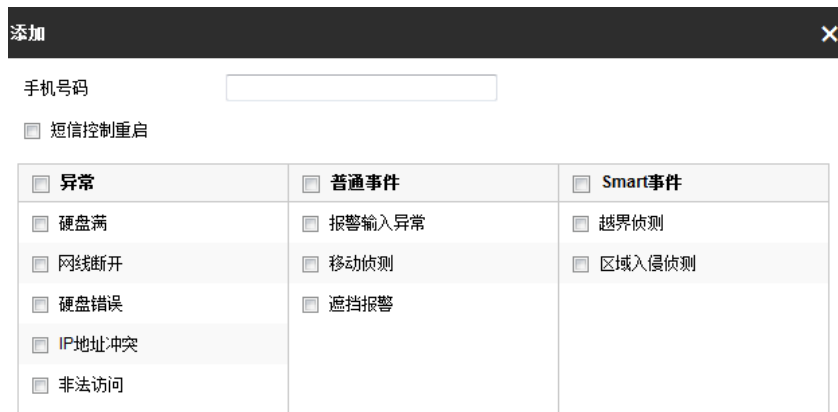 添加
手机号码
短信控制重启
异常 普通事件 Smart事件
硬盘满 报警输入异常 越界侦测
网线断开 移动侦测 区域入侵侦测
硬盘错误 遮挡报警
IP地址冲突
非法访问